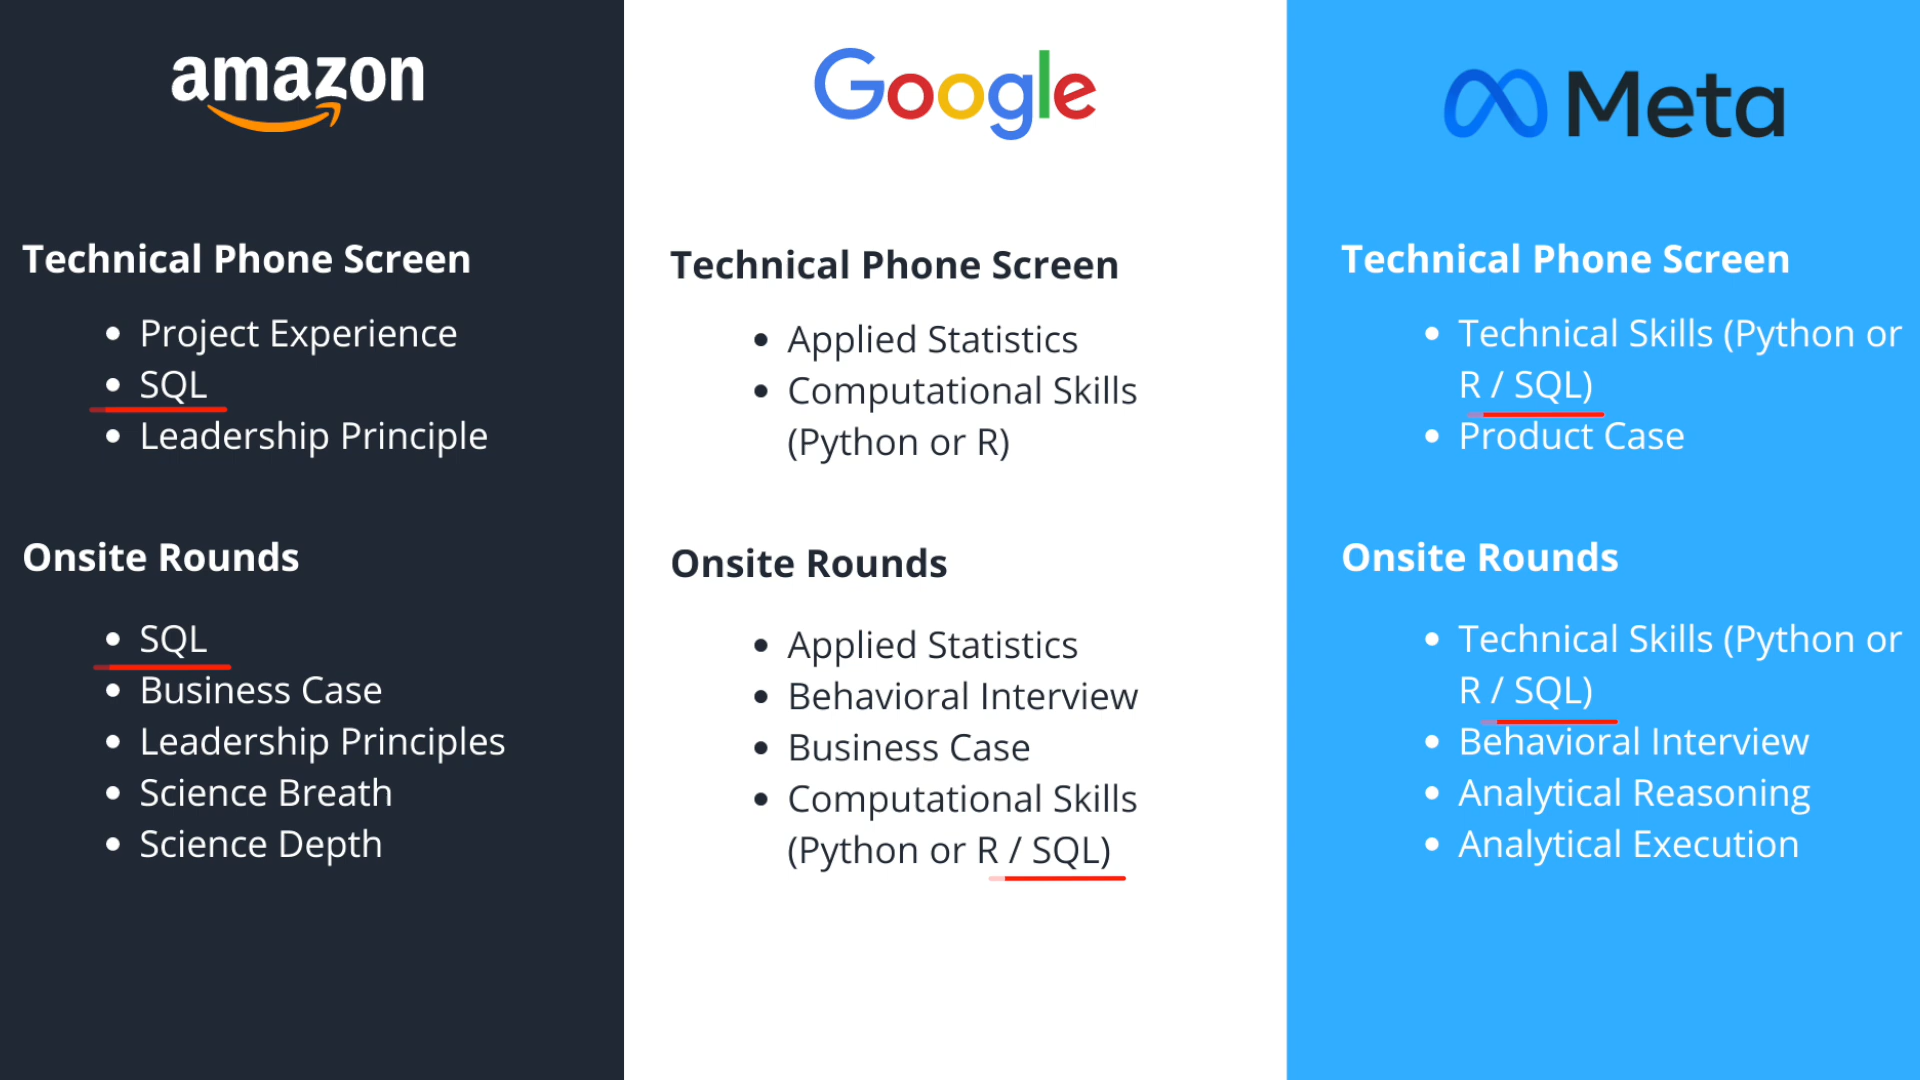 amazon
Technical Phone Screen
• Project Experience
• SQL
• Leadership Principle
Onsite Rounds
• SQL
• Business Case
• Leadership Principles
• Science Breath
• Science Depth
Google
Technical Phone Screen
• Applied Statistics
• Computational Skills
(Python or R)
Onsite Rounds
• Applied Statistics
• Behavioral Interview
• Business Case
• Computational Skills
(Python or R / SQL)
Meta
Technical Phone Screen
• Technical Skills (Python or
R / SQL)
• Product Case
Onsite Rounds
• Technical Skills (Python or
R / SQL)
• Behavioral Interview
• Analytical Reasoning
• Analytical Execution